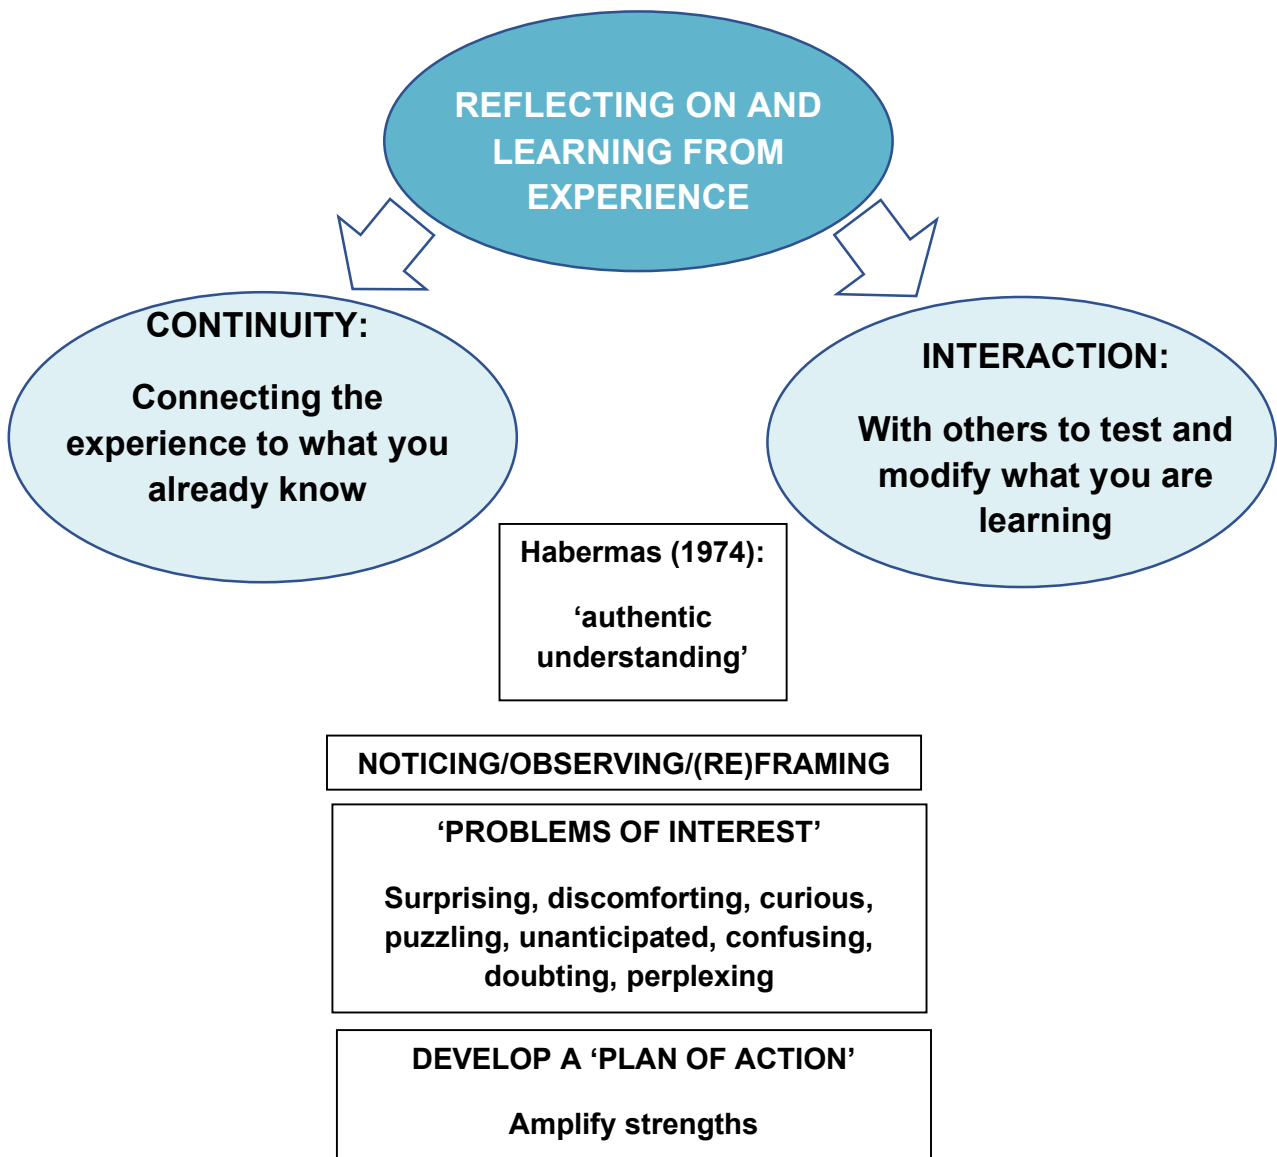 REFLECTING ON AND
LEARNING FROM
EXPERIENCE
CONTINUITY:
Connecting the
experience to what you
already know
INTERACTION:
With others to test and
modify what you are
learning
Habermas (1974):
‘authentic
understanding’
NOTICING/OBSERVING/(RE)FRAMING
‘PROBLEMS OF INTEREST’
Surprising, discomforting, curious,
puzzling, unanticipated, confusing,
doubting, perplexing
DEVELOP A ‘PLAN OF ACTION’
Amplify strengths